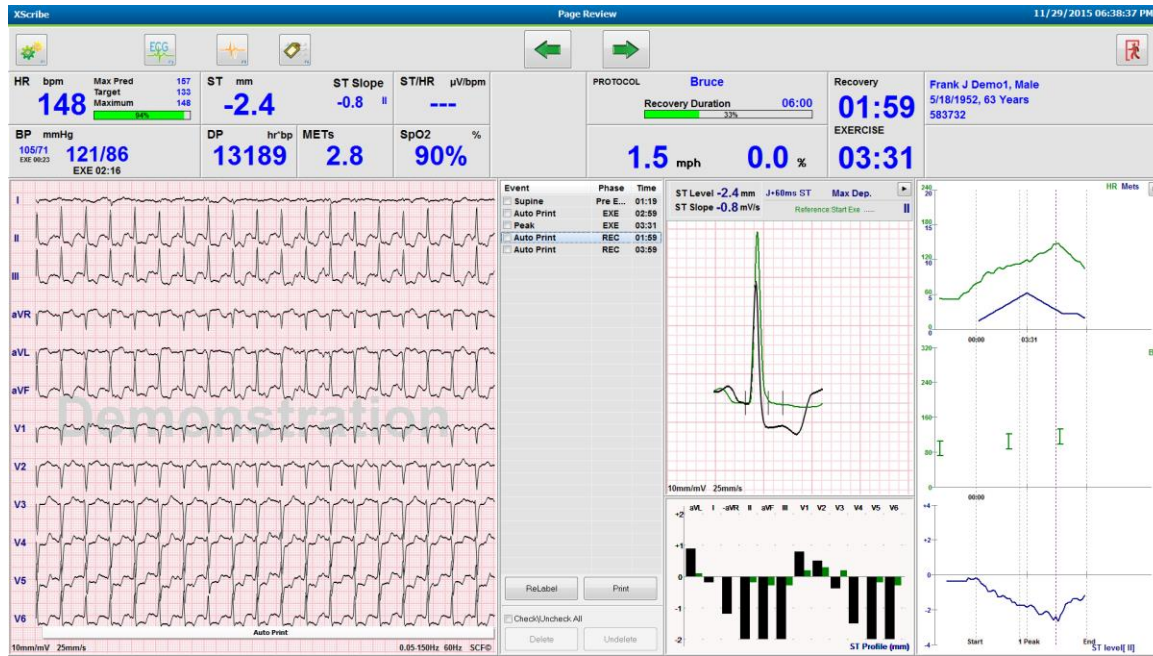 XScribe Page Review 11/29/2015 06:38:37 PM
ECG
HR bpm Max Pred 157
Target 133
148 Maximum 148
94%
ST mm ST Slope
-2.4 -0.8 II
ST/HR µV/bpm
---
PROTOCOL Bruce
Recovery Duration 06:00
33%
Recovery
01:59
Frank J Demo1, Male
5/18/1952, 63 Years
583732
BP mmHg
105/71 121/86
EXE 00:23
EXE 02:16
DP hr*bp
13189
METs
2.8
SpO2 %
90%
1.5 mph 0.0 %
EXERCISE
03:31
I
II
III
aVR
aVL
aVF
V1
V2
V3
V4
V5
V6
Demonstration
Auto Print
10mm/mV 25mm/s 0.05-150Hz 60Hz SCF©
Event Phase Time
Supine Pre E... 01:19
Auto Print EXE 02:59
Peak EXE 03:31
Auto Print REC 01:59
Auto Print REC 03:59
ReLabel Print
Check\Uncheck All
Delete Undelete
ST Level -2.4 mm J+60ms ST Max Dep.
ST Slope -0.8 mV/s Reference:Start Exe ..... II
10mm/mV 25mm/s
aVL I -aVR II aVF III V1 V2 V3 V4 V5 V6
+2
+1
0
-1
-2
ST Profile (mm)
HR Mets
240
20
180
15
120
10
60
5
0
0
00:00 03:31
B
320
240
160
80
0
00:00
+4
+2
0
-2
-4
Start 1 Peak End
ST level[ II]